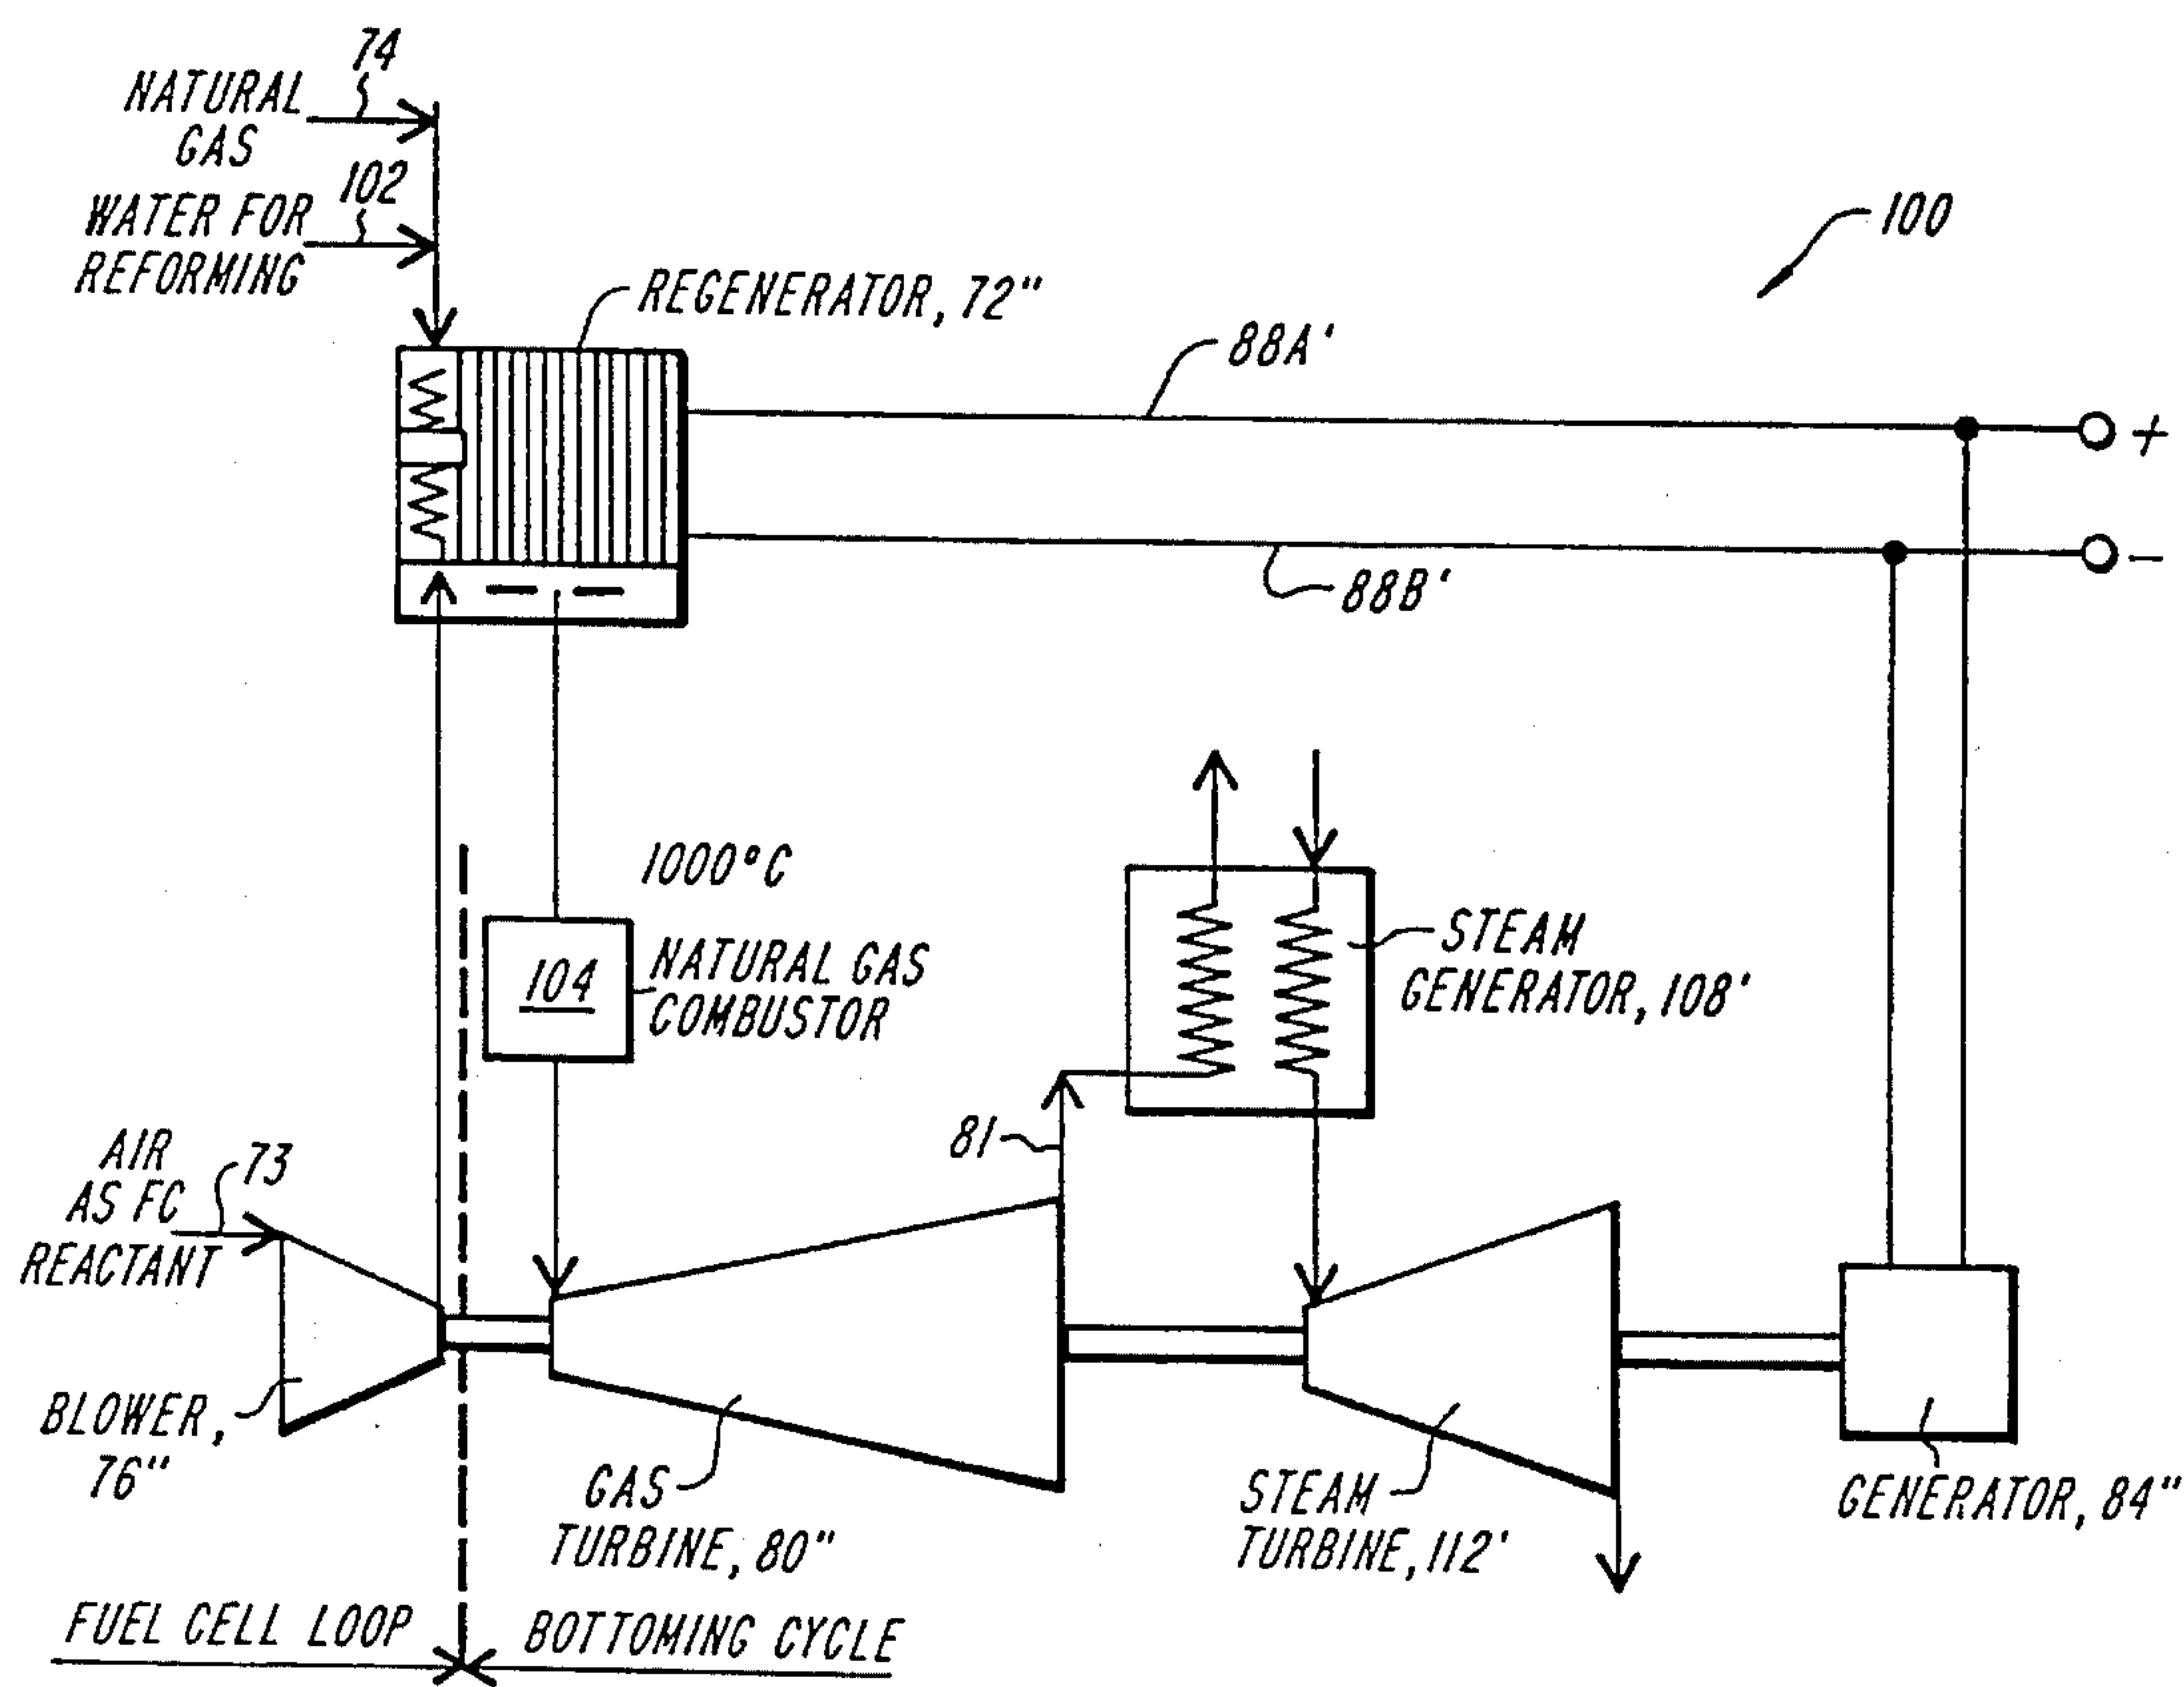 74
NATURAL
GAS
102
WATER FOR
REFORMING
REGENERATOR, 72"
100
88A'
+
88B'
-
1000°C
104
NATURAL GAS
COMBUSTOR
STEAM
GENERATOR, 108'
81
AIR
AS FC
REACTANT
73
BLOWER,
76"
GAS
TURBINE, 80"
STEAM
TURBINE, 112'
GENERATOR, 84"
FUEL CELL LOOP
BOTTOMING CYCLE